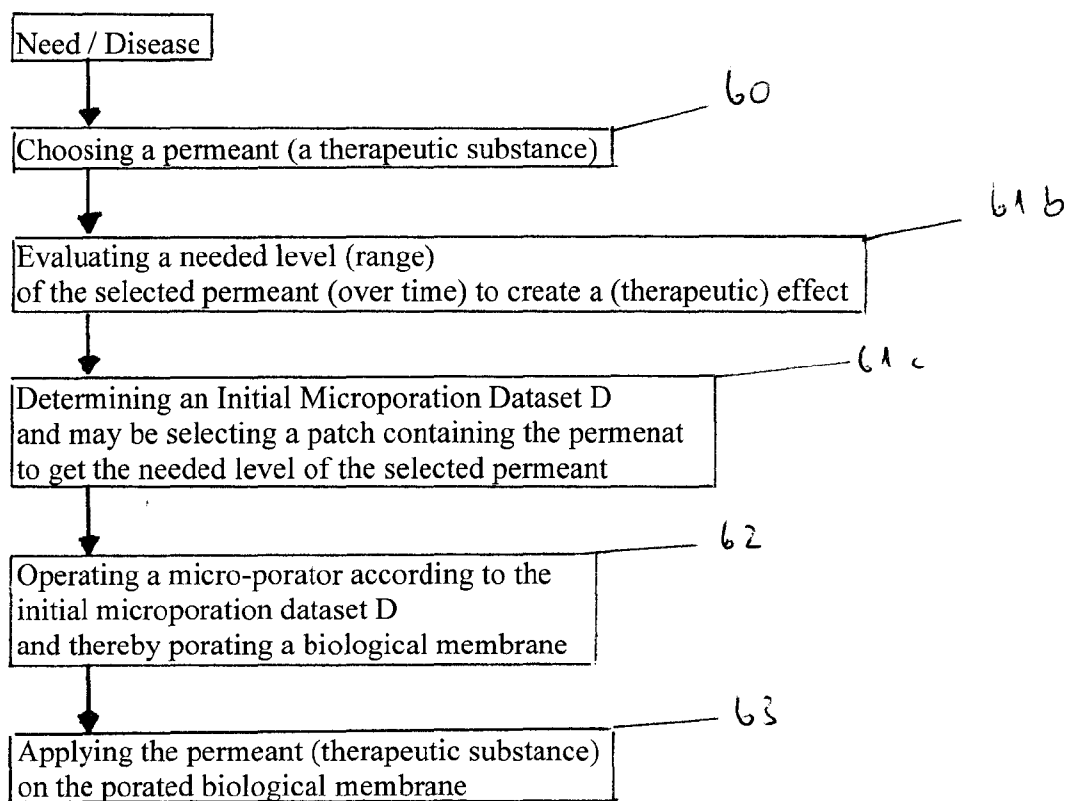 Need / Disease
60
Choosing a permeant (a therapeutic substance)
61b
Evaluating a needed level (range)
of the selected permeant (over time) to create a (therapeutic) effect
61c
Determining an Initial Microporation Dataset D
and may be selecting a patch containing the permenat
to get the needed level of the selected permeant
62
Operating a micro-porator according to the
initial microporation dataset D
and thereby porating a biological membrane
63
Applying the permeant (therapeutic substance)
on the porated biological membrane